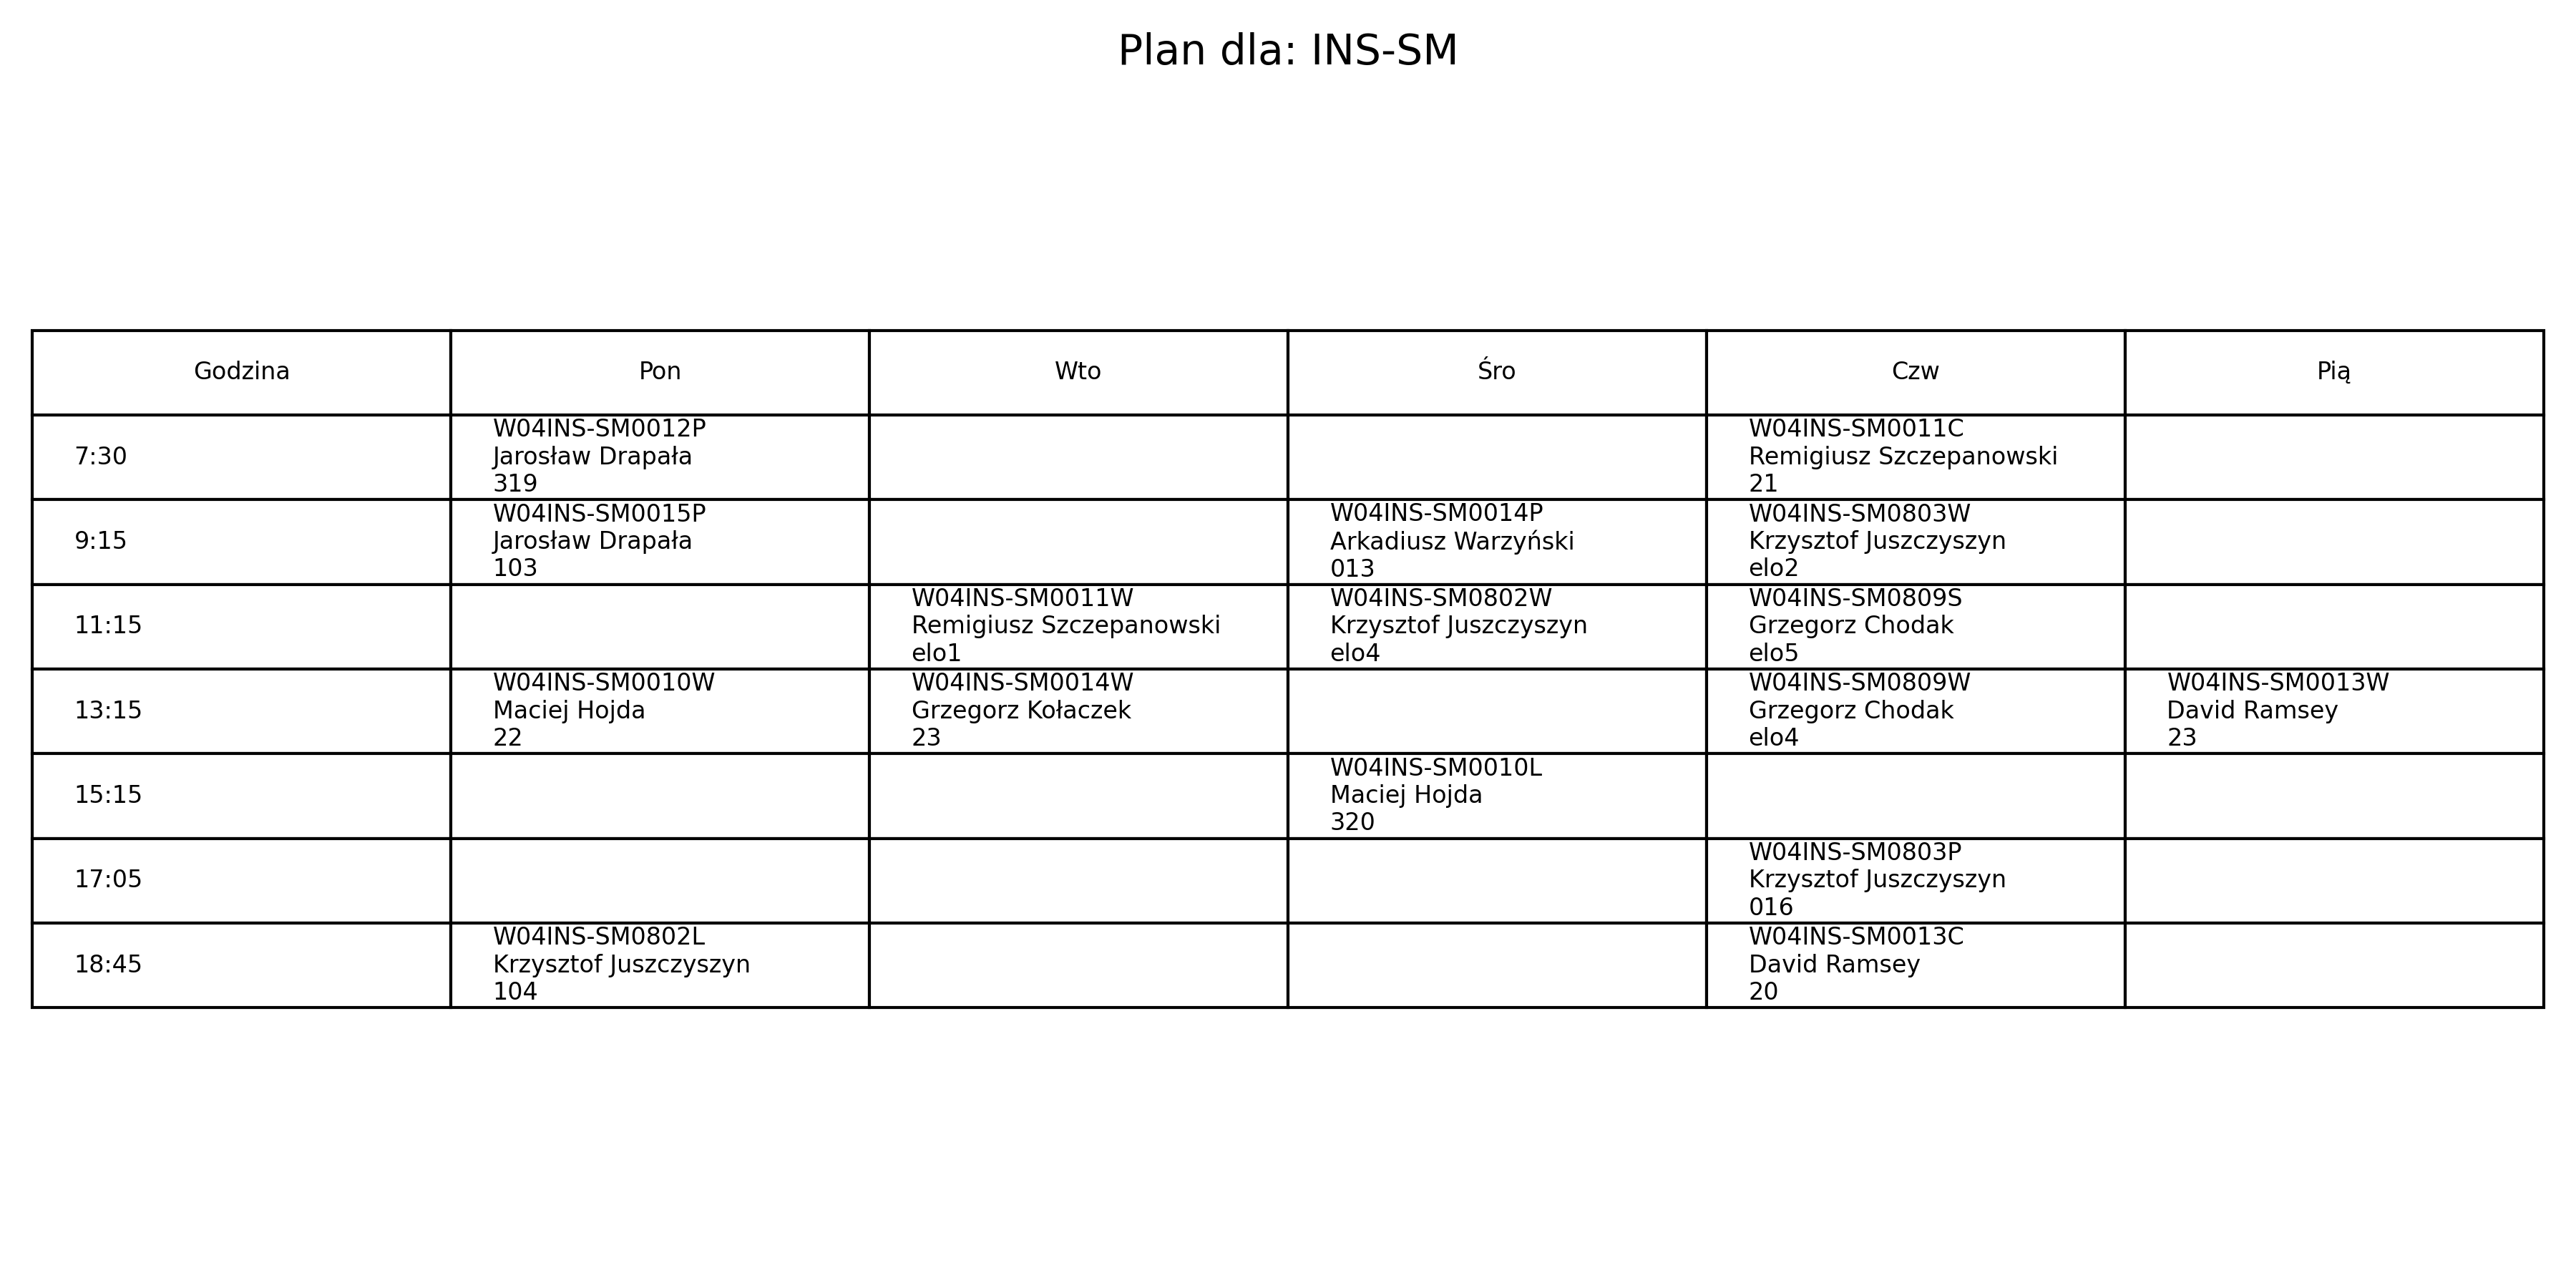 Plan dla: INS-SM
Godzina
Pon
Wto
Śro
Czw
Pią
7:30
W04INS-SM0012P
Jarosław Drapała
319
W04INS-SM0011C
Remigiusz Szczepanowski
21
9:15
W04INS-SM0015P
Jarosław Drapała
103
W04INS-SM0014P
Arkadiusz Warzyński
013
W04INS-SM0803W
Krzysztof Juszczyszyn
elo2
11:15
W04INS-SM0011W
Remigiusz Szczepanowski
elo1
W04INS-SM0802W
Krzysztof Juszczyszyn
elo4
W04INS-SM0809S
Grzegorz Chodak
elo5
13:15
W04INS-SM0010W
Maciej Hojda
22
W04INS-SM0014W
Grzegorz Kołaczek
23
W04INS-SM0809W
Grzegorz Chodak
elo4
W04INS-SM0013W
David Ramsey
23
15:15
W04INS-SM0010L
Maciej Hojda
320
17:05
W04INS-SM0803P
Krzysztof Juszczyszyn
016
18:45
W04INS-SM0802L
Krzysztof Juszczyszyn
104
W04INS-SM0013C
David Ramsey
20